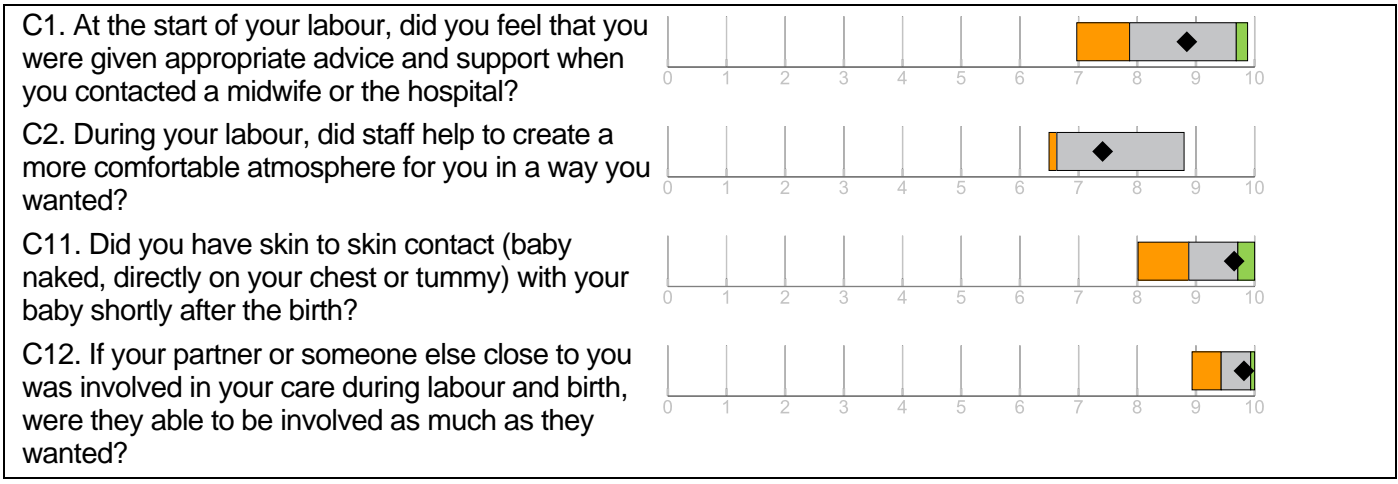 C1. At the start of your labour, did you feel that you
were given appropriate advice and support when
you contacted a midwife or the hospital?
0 1 2 3 4 5 6 7 8 9 10
C2. During your labour, did staff help to create a
more comfortable atmosphere for you in a way you
wanted?
0 1 2 3 4 5 6 7 8 9 10
C11. Did you have skin to skin contact (baby
naked, directly on your chest or tummy) with your
baby shortly after the birth?
0 1 2 3 4 5 6 7 8 9 10
C12. If your partner or someone else close to you
was involved in your care during labour and birth,
were they able to be involved as much as they
wanted?
0 1 2 3 4 5 6 7 8 9 10